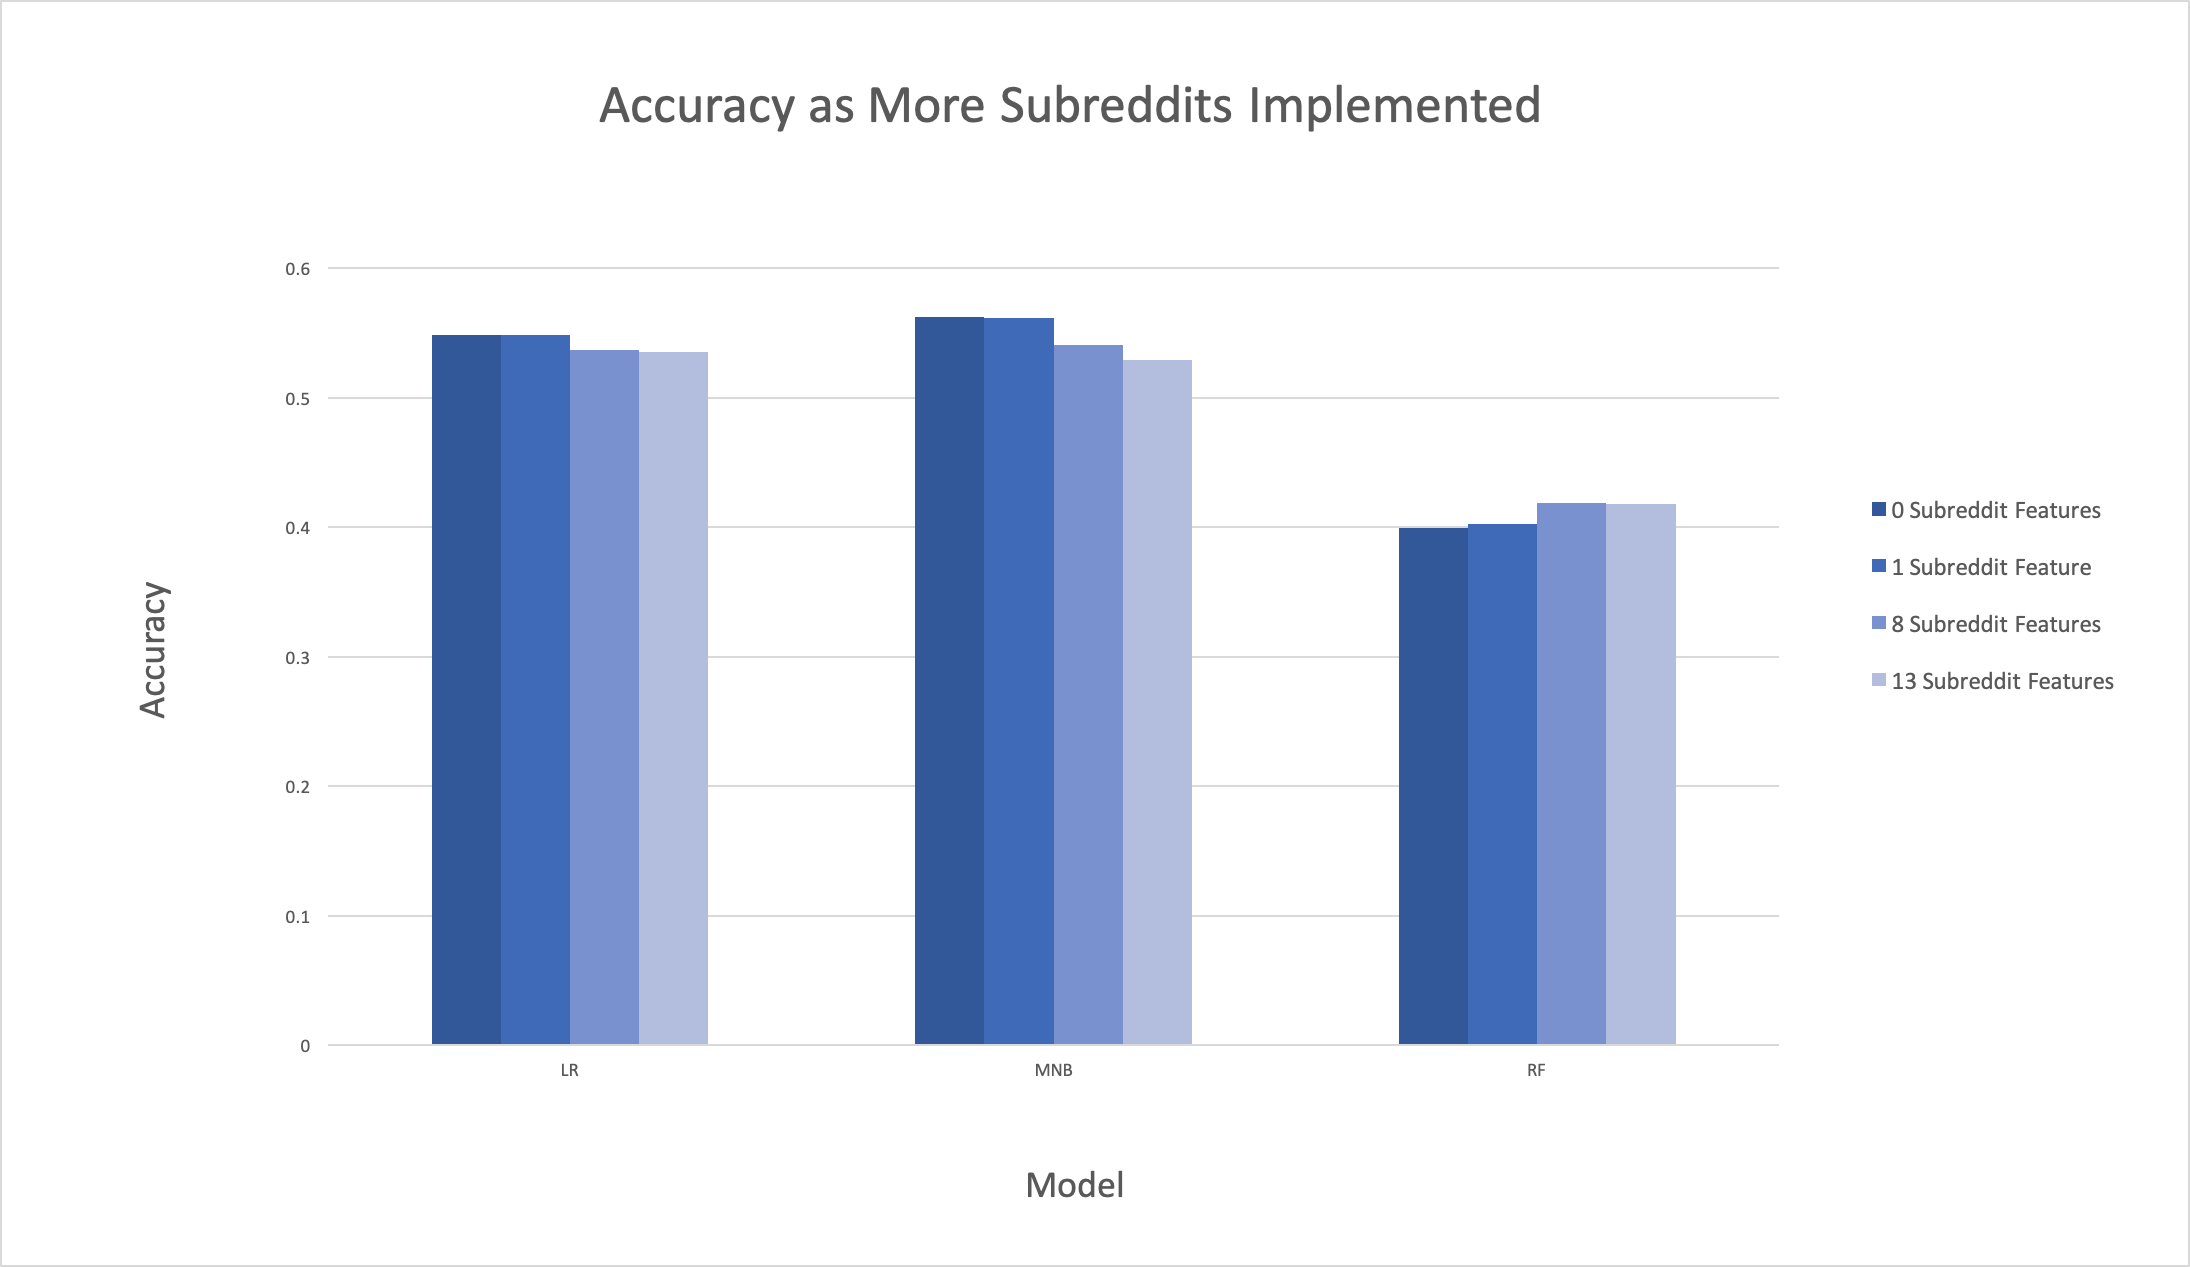 Accuracy as More Subreddits Implemented
0.6
0.5
0.4
0.3
0.2
0.1
0
Accuracy
LR
MNB
RF
Model
0 Subreddit Features
1 Subreddit Feature
8 Subreddit Features
13 Subreddit Features